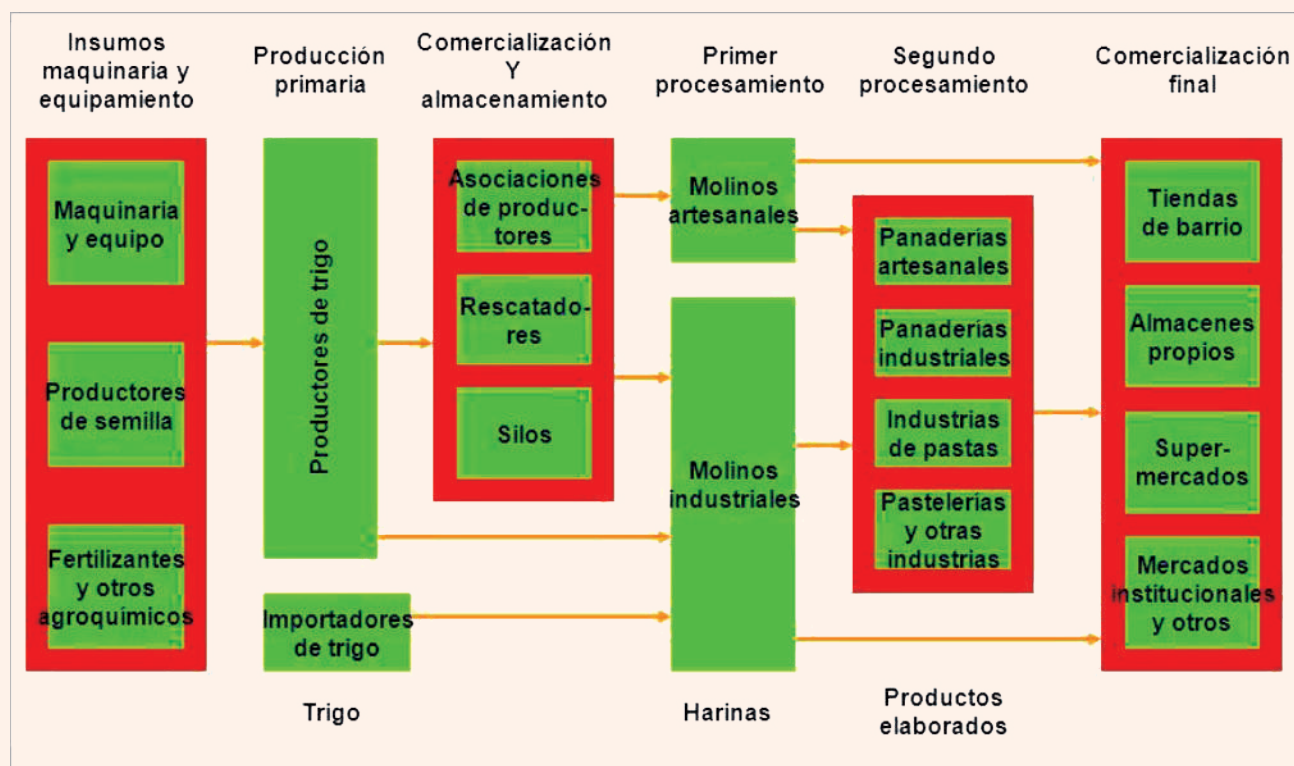 Insumos
maquinaria y
equipamiento
Producción
primaria
Comercialización
Y
almacenamiento
Primer
procesamiento
Segundo
procesamiento
Comercialización
final
Maquinaria
y equipo
Productores
de semilla
Fertilizantes
y otros
agroquímicos
Productores de trigo
Importadores
de trigo
Asociaciones
de produc-
tores
Rescatado-
res
Silos
Molinos
artesanales
Molinos
industriales
Panaderías
artesanales
Panaderías
industriales
Industrias
de pastas
Pastelerías
y otras
industrias
Tiendas
de barrio
Almacenes
propios
Super-
mercados
Mercados
institucionales
y otros
Trigo
Harinas
Productos
elaborados